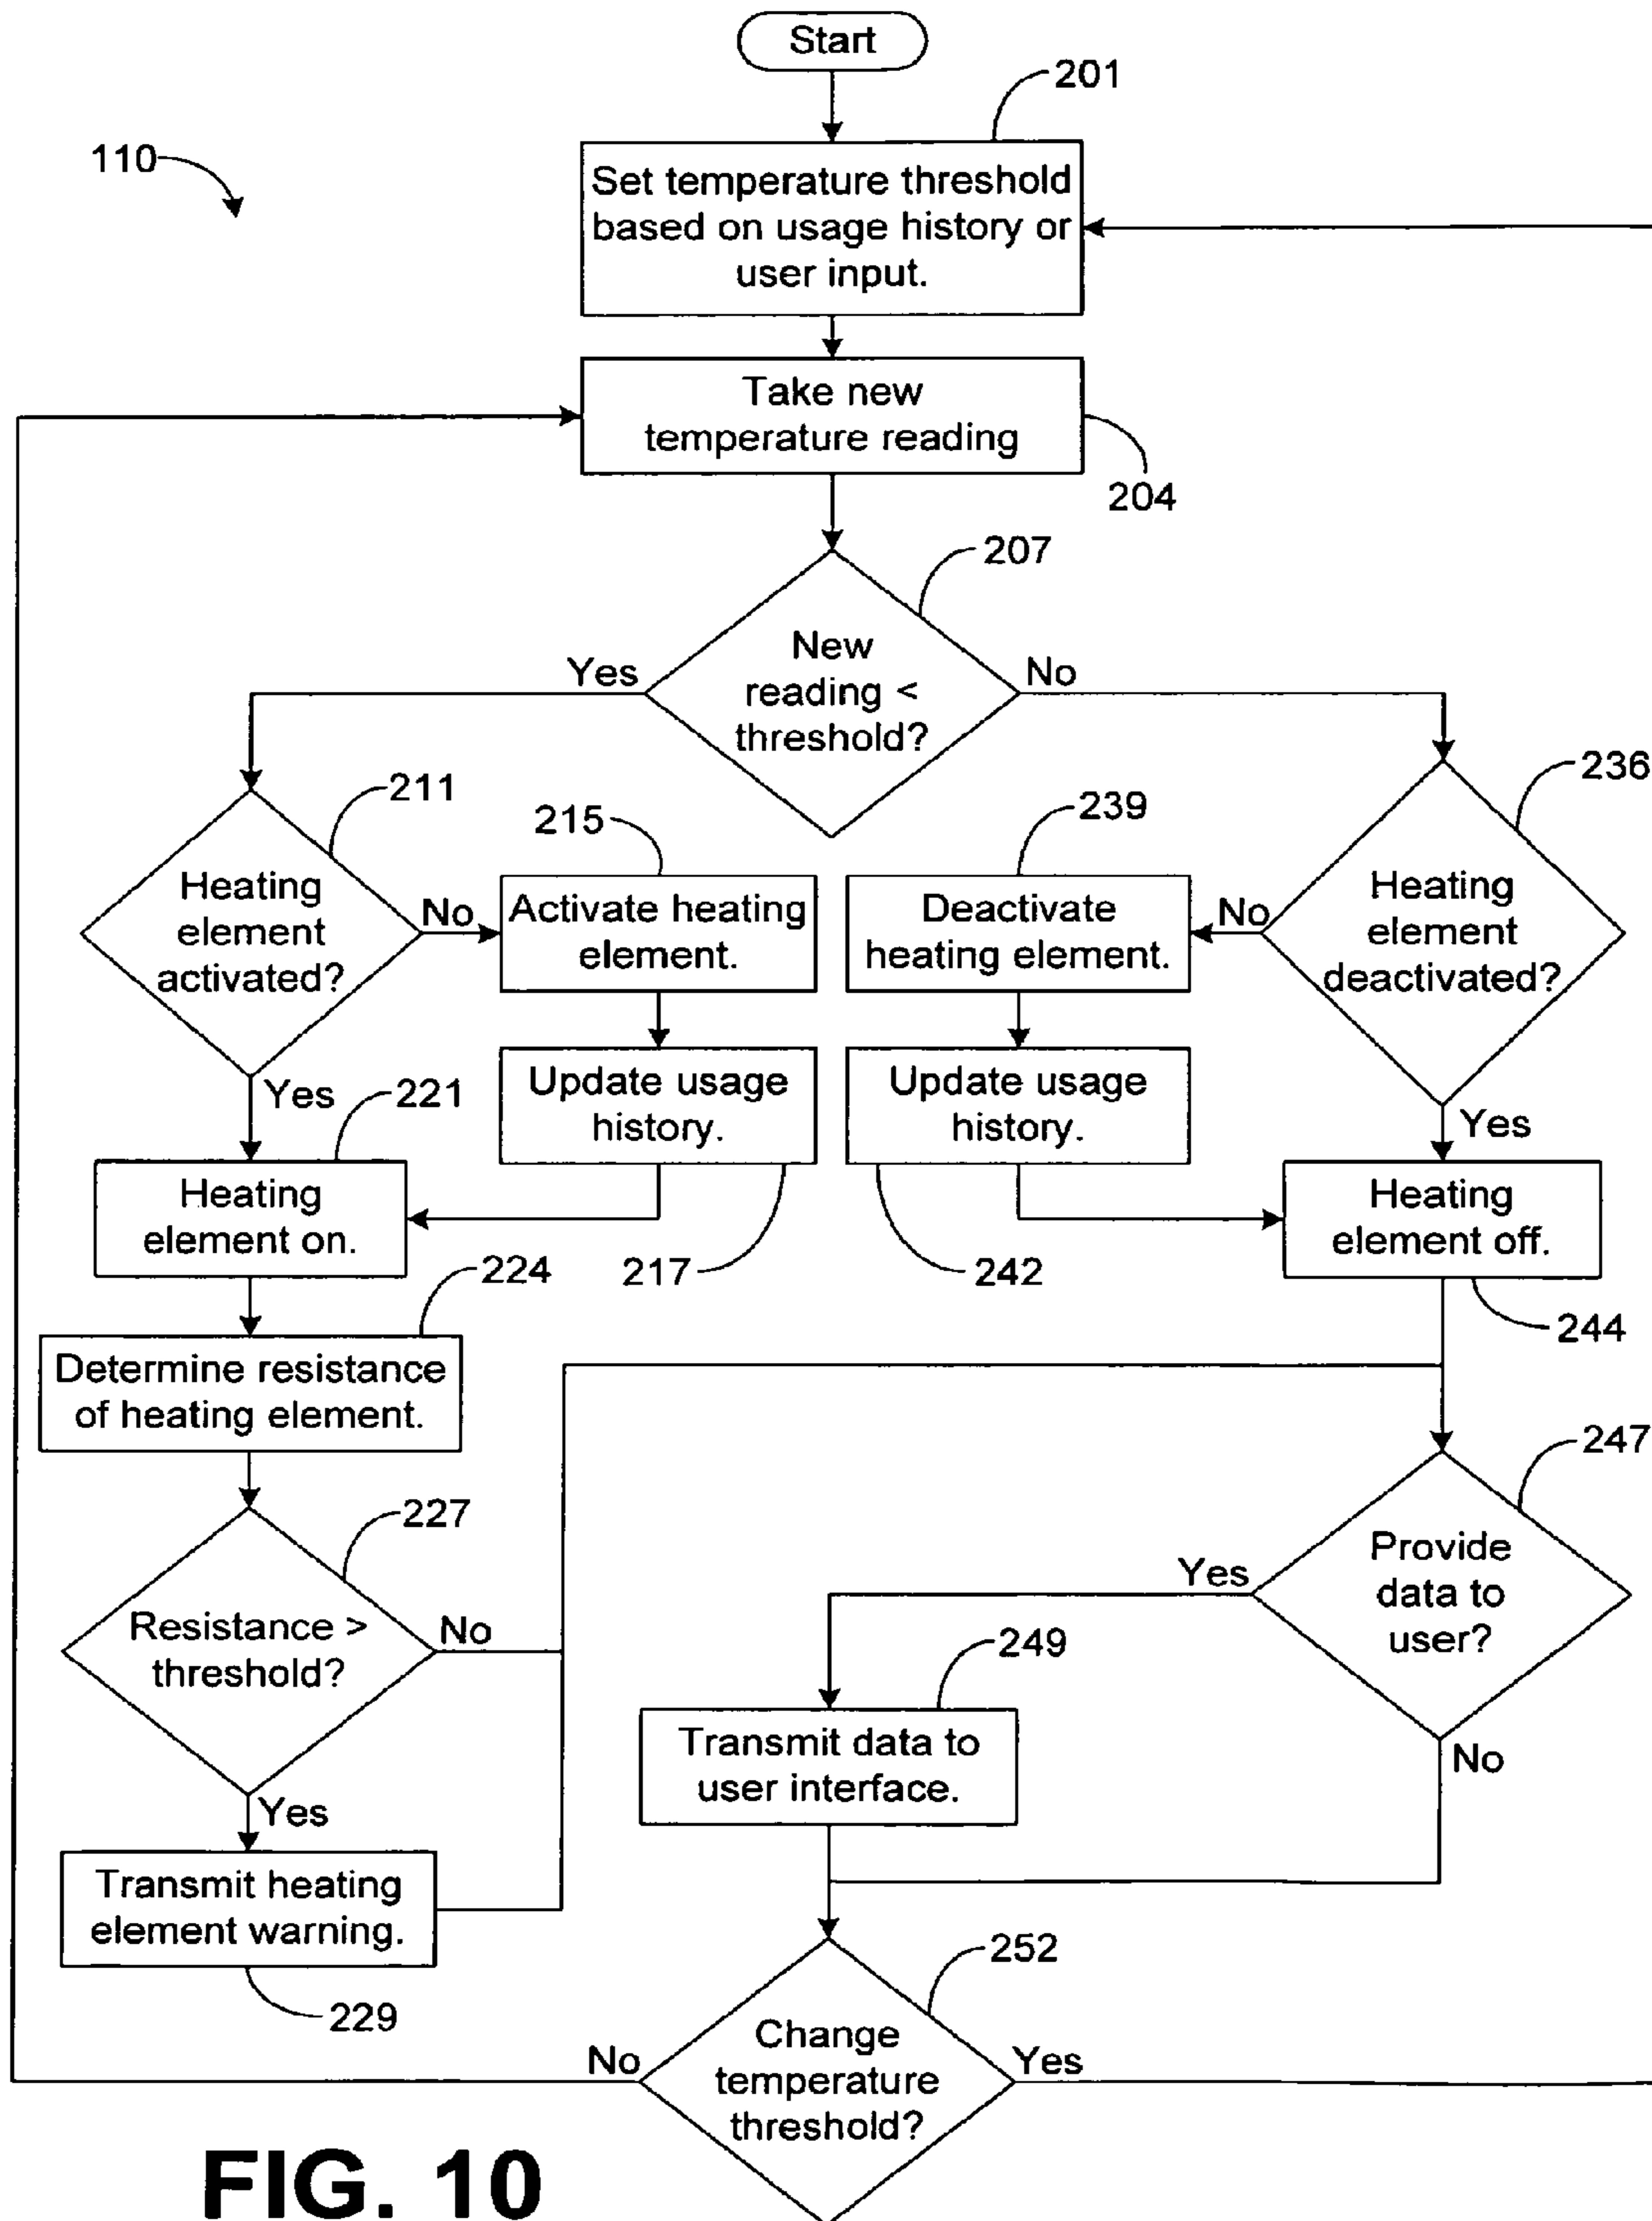 Start
201
110
Set temperature threshold
based on usage history or
user input.
Take new
temperature reading
204
207
New
reading <
threshold?
Yes
No
211
215
239
236
Heating
element
activated?
No
Activate heating
element.
Deactivate
heating element.
No
Heating
element
deactivated?
Yes
221
Update usage
history.
Update usage
history.
Yes
Heating
element on.
217
242
Heating
element off.
244
224
Determine resistance
of heating element.
227
Resistance >
threshold?
No
247
Provide
data to
user?
Yes
No
249
Transmit data to
user interface.
Yes
Transmit heating
element warning.
229
252
Change
temperature
threshold?
No
Yes
FIG. 10